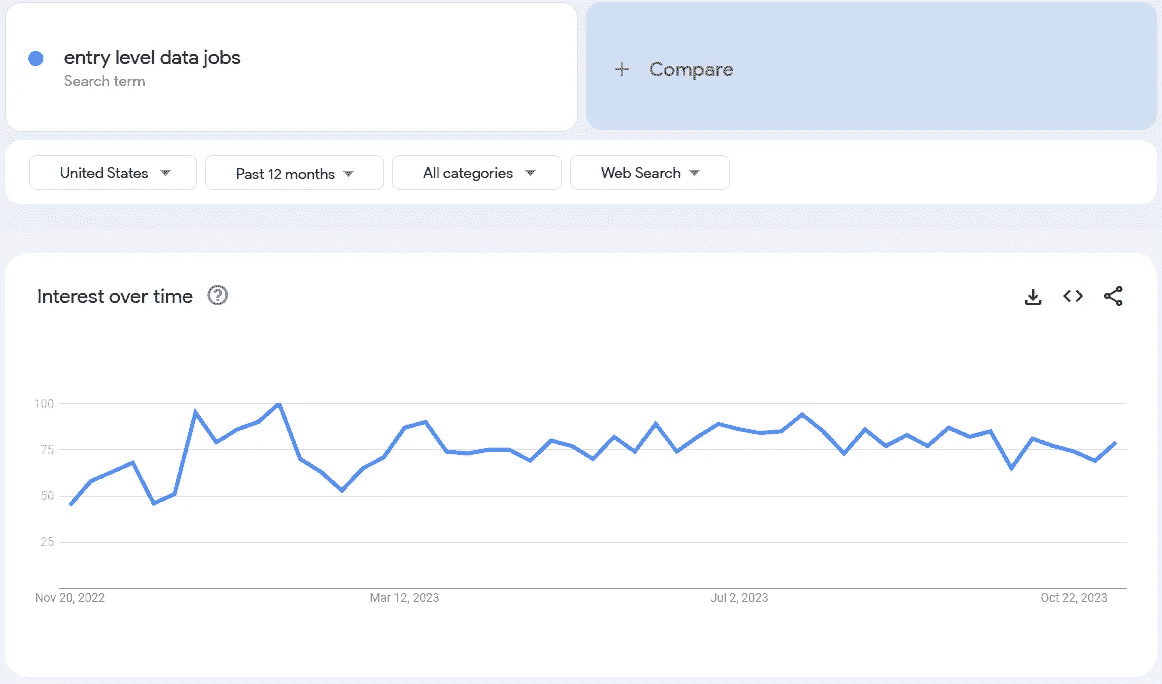 entry level data jobs
Search term
+ Compare
United States
Past 12 months
All categories
Web Search
Interest over time ?
100
75
50
25
Nov 20, 2022
Mar 12, 2023
Jul 2, 2023
Oct 22, 2023